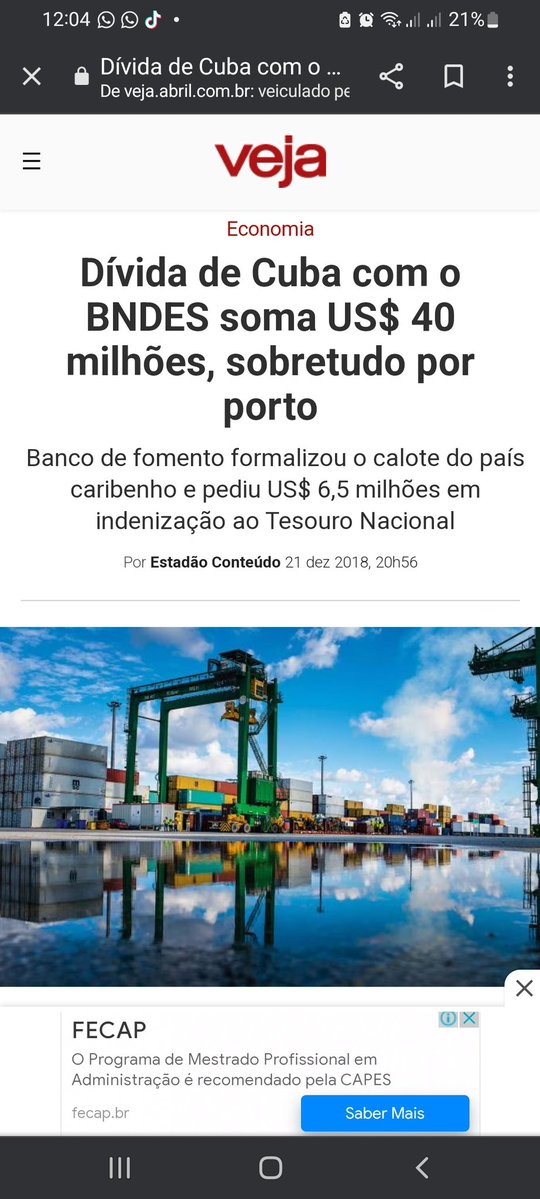 12:04
21%
Dívida de Cuba com o ...
De veja.abril.com.br: veiculado pe
veja
Economia
Dívida de Cuba com o
BNDES soma US$ 40
milhões, sobretudo por
porto
Banco de fomento formalizou o calote do país
caribenho e pediu US$ 6,5 milhões em
indenização ao Tesouro Nacional
Por Estadão Conteúdo 21 dez 2018, 20h56
FECAP
O Programa de Mestrado Profissional em
Administração é recomendado pela CAPES
fecap.br
Saber Mais